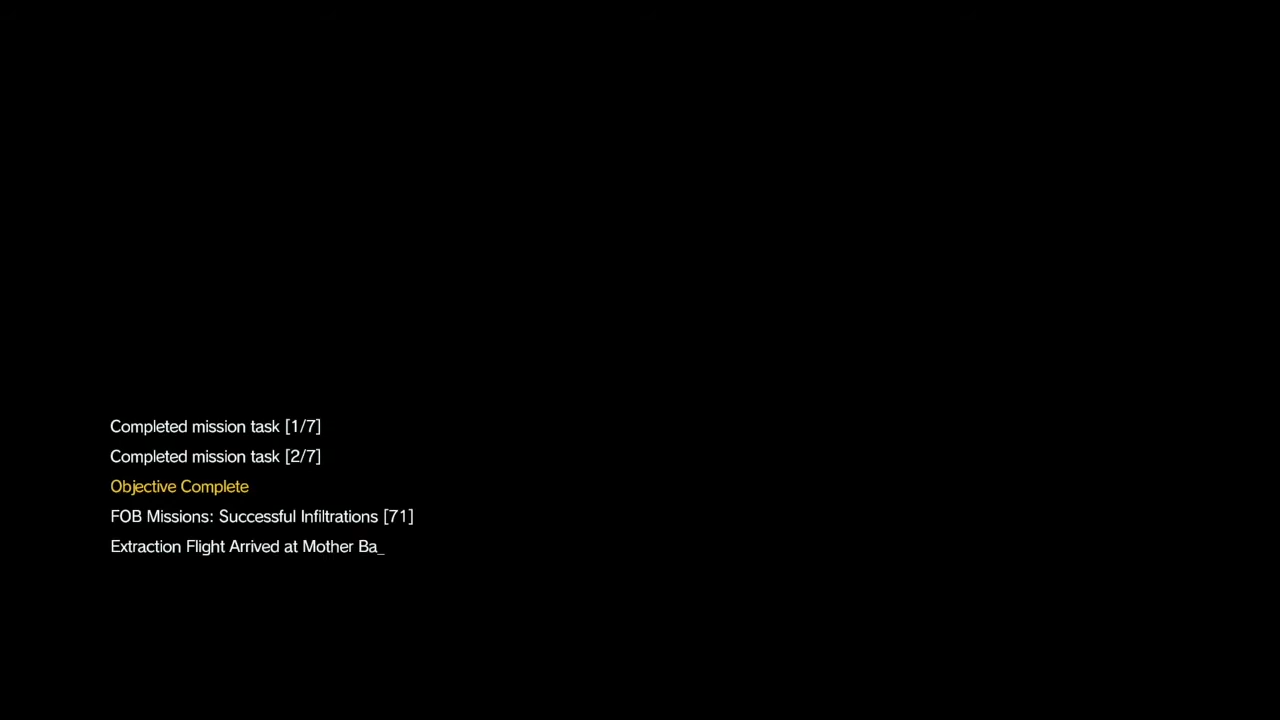 Completed mission task [1/7]
Completed mission task [2/7]
Objective Complete
FOB Missions: Successful Infiltrations [71]
Extraction Flight Arrived at Mother Ba_